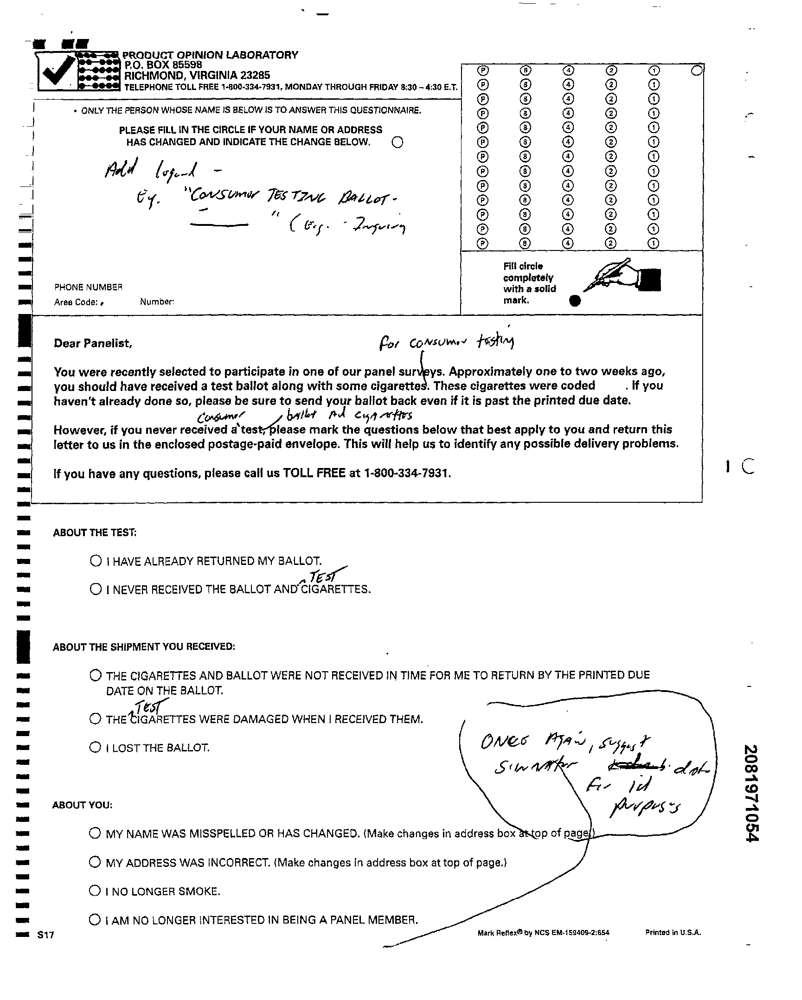 PRODUCT OPINION LABORATORY
P.O. BOX 85598
RICHMOND, VIRGINIA 23285
TELEPHONE TOLL FREE 1-800-334-7931, MONDAY THROUGH FRIDAY 8:30 – 4:30 E.T.
• ONLY THE PERSON WHOSE NAME IS BELOW IS TO ANSWER THIS QUESTIONNAIRE.
PLEASE FILL IN THE CIRCLE IF YOUR NAME OR ADDRESS
HAS CHANGED AND INDICATE THE CHANGE BELOW.
Add legend -
Eg. "CONSUMER TESTING BALLOT -
" (E.g. - Inquiry
P 8 4 2 1
P 8 4 2 1
P 8 4 2 1
P 8 4 2 1
P 8 4 2 1
P 8 4 2 1
P 8 4 2 1
P 8 4 2 1
P 8 4 2 1
P 8 4 2 1
P 8 4 2 1
P 8 4 2 1
P 8 4 2 1
Fill circle
completely
with a solid
mark.
PHONE NUMBER
Area Code: Number:
Dear Panelist,
for consumer testing
You were recently selected to participate in one of our panel surveys. Approximately one to two weeks ago,
you should have received a test ballot along with some cigarettes. These cigarettes were coded . If you
haven't already done so, please be sure to send your ballot back even if it is past the printed due date.
Consumer ballot and cigarettes
However, if you never received a test, please mark the questions below that best apply to you and return this
letter to us in the enclosed postage-paid envelope. This will help us to identify any possible delivery problems.
If you have any questions, please call us TOLL FREE at 1-800-334-7931.
1 C
ABOUT THE TEST:
I HAVE ALREADY RETURNED MY BALLOT.
TEST
I NEVER RECEIVED THE BALLOT AND CIGARETTES.
ABOUT THE SHIPMENT YOU RECEIVED:
THE CIGARETTES AND BALLOT WERE NOT RECEIVED IN TIME FOR ME TO RETURN BY THE PRINTED DUE
DATE ON THE BALLOT.
TEST
THE CIGARETTES WERE DAMAGED WHEN I RECEIVED THEM.
I LOST THE BALLOT.
ONCE AGAIN, suggest
for id
purposes
2081971054
ABOUT YOU:
MY NAME WAS MISSPELLED OR HAS CHANGED. (Make changes in address box at top of page.)
MY ADDRESS WAS INCORRECT. (Make changes in address box at top of page.)
I NO LONGER SMOKE.
I AM NO LONGER INTERESTED IN BEING A PANEL MEMBER.
S17
Mark Reflex® by NCS EM-159409-2:654 Printed in U.S.A.